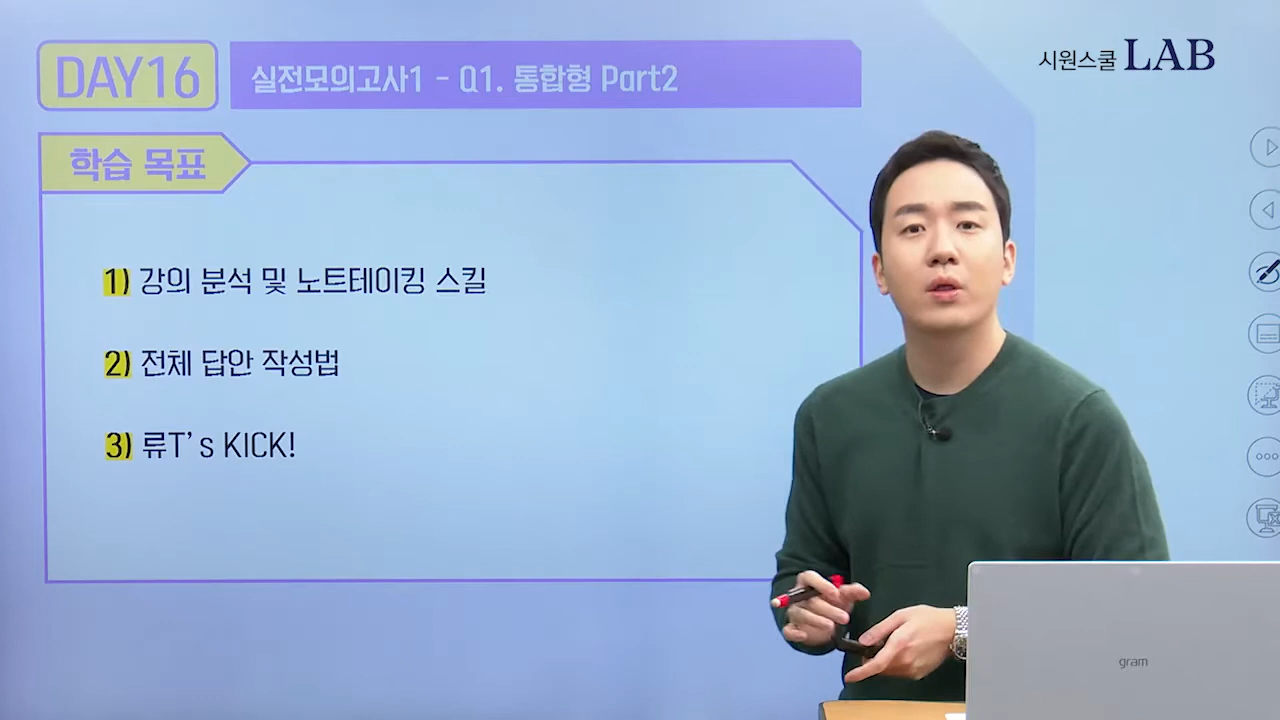 DAY16
실전모의고사1 - Q1. 통합형 Part2
시원스쿨 LAB
학습 목표
1) 강의 분석 및 노트테이킹 스킬
2) 전체 답안 작성법
3) 류T’s KICK!
gram